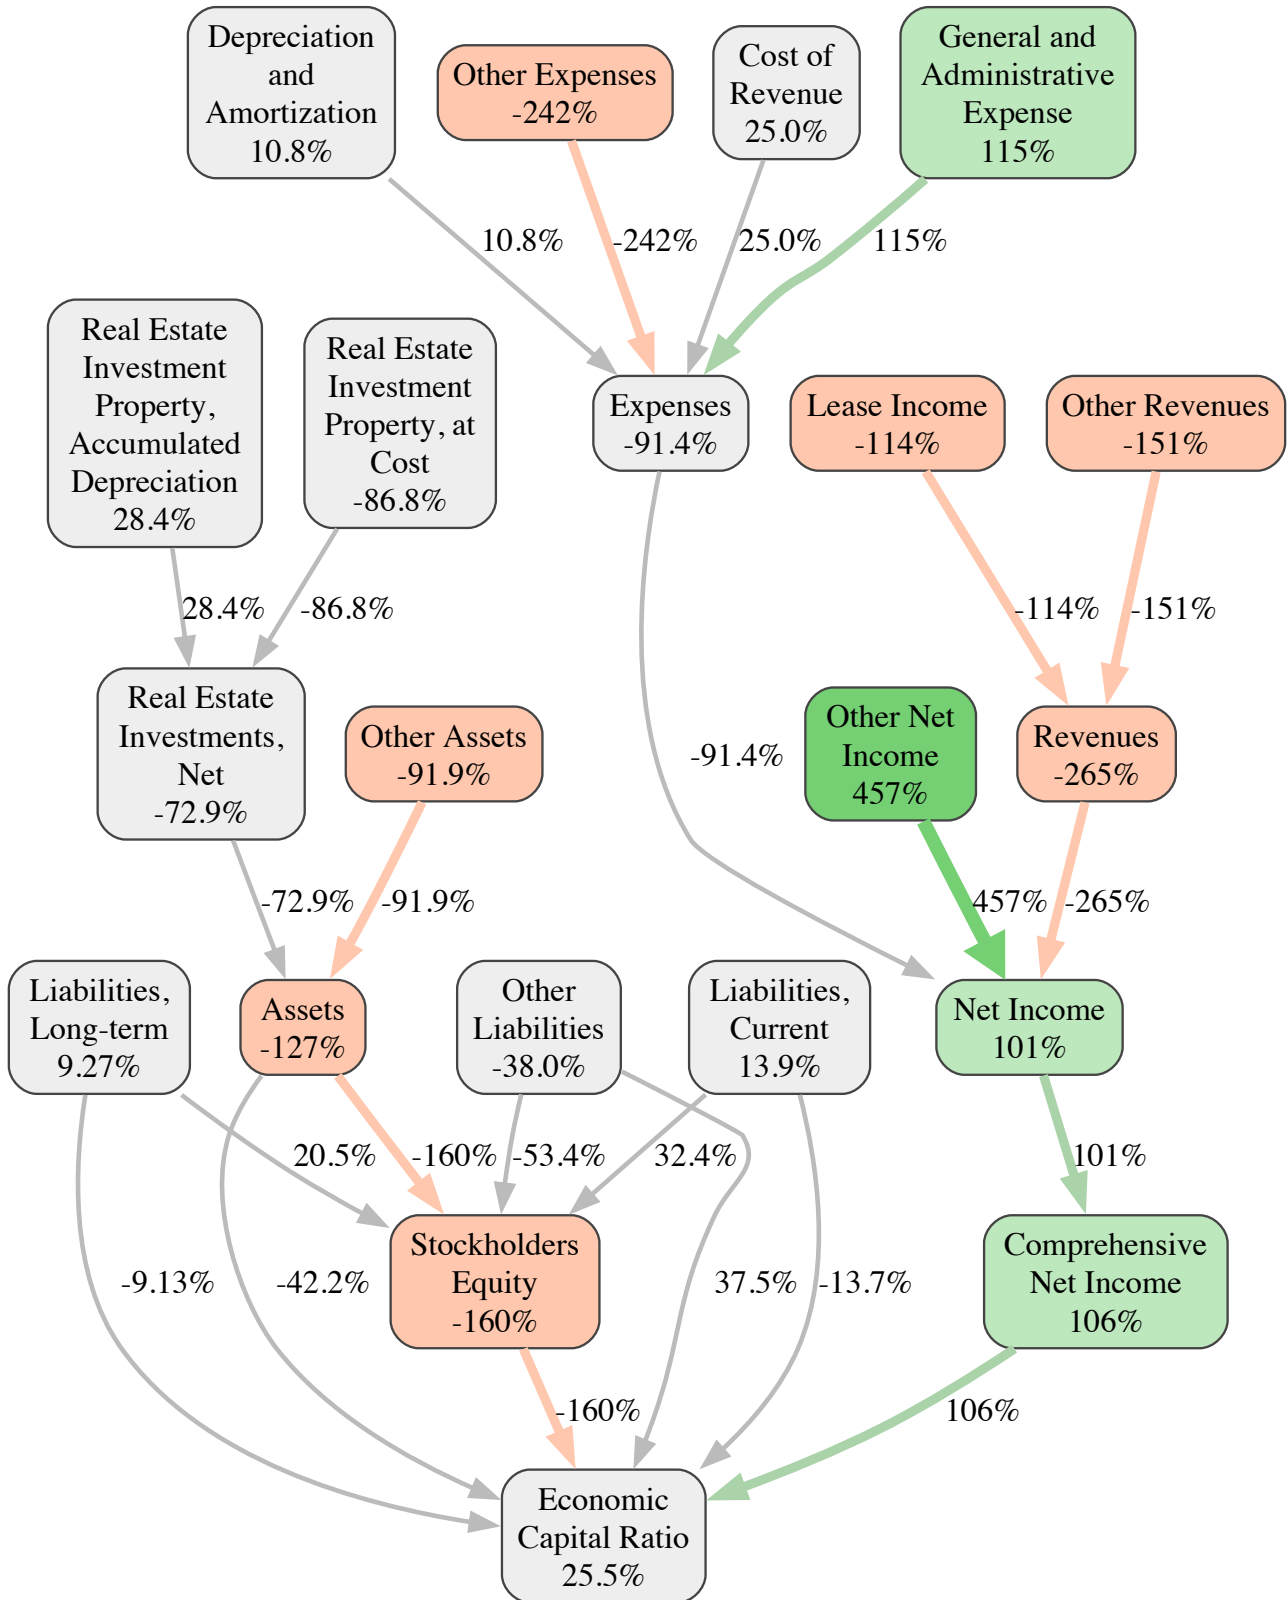 Depreciation
and
Amortization
10.8%
Other Expenses
-242%
Cost of
Revenue
25.0%
General and
Administrative
Expense
115%
10.8%
-242%
25.0%
115%
Real Estate
Investment
Property,
Accumulated
Depreciation
28.4%
Real Estate
Investment
Property, at
Cost
-86.8%
Expenses
-91.4%
Lease Income
-114%
Other Revenues
-151%
28.4%
-86.8%
-114%
-151%
Real Estate
Investments,
Net
-72.9%
Other Assets
-91.9%
-91.4%
Other Net
Income
457%
Revenues
-265%
-72.9%
-91.9%
457%
-265%
Liabilities,
Long-term
9.27%
Assets
-127%
Other
Liabilities
-38.0%
Liabilities,
Current
13.9%
Net Income
101%
20.5%
-160%
-53.4%
32.4%
101%
Stockholders
Equity
-160%
Comprehensive
Net Income
106%
-9.13%
-42.2%
37.5%
-13.7%
-160%
106%
Economic
Capital Ratio
25.5%